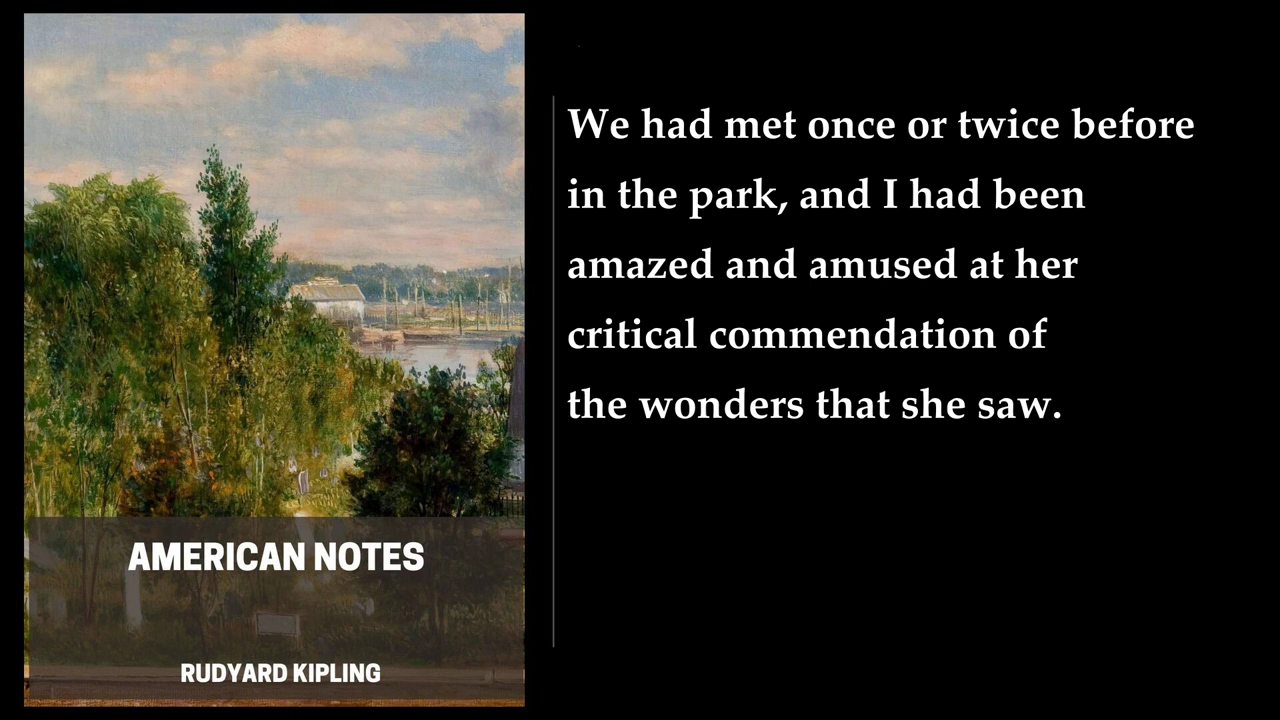 We had met once or twice before
in the park, and I had been
amazed and amused at her
critical commendation of
the wonders that she saw.
AMERICAN NOTES
RUDYARD KIPLING